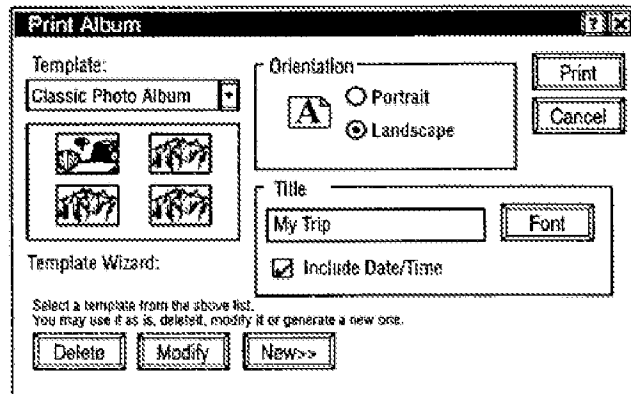 Print Album
? X
Template:
Classic Photo Album
Orientation
A
Portrait
Landscape
Print
Cancel
Title
My Trip
Font
Include Date/Time
Template Wizard:
Select a template from the above list.
You may use it as is, deleteit, modify it or generate a new one.
Delete
Modify
New>>